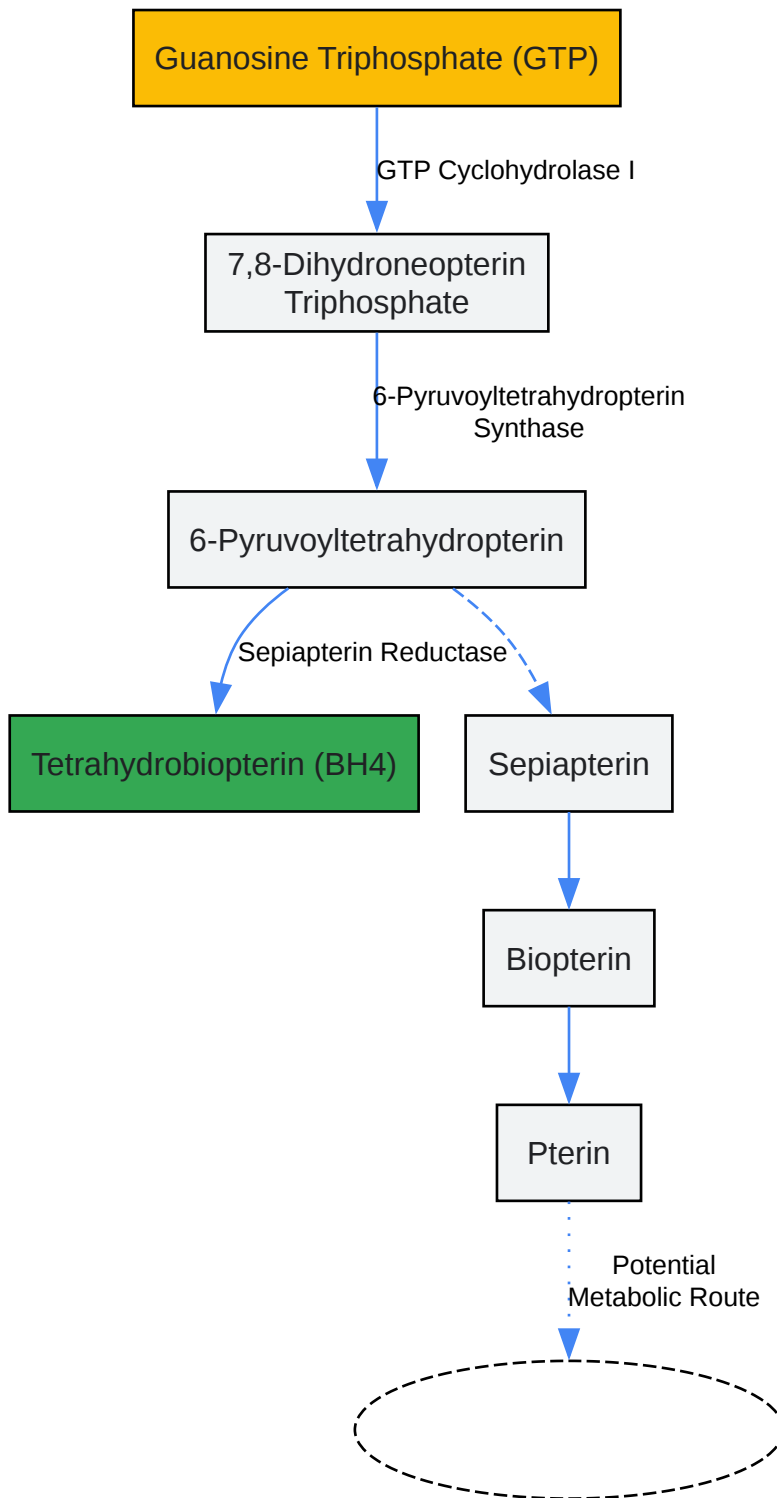 Guanosine Triphosphate (GTP)
GTP Cyclohydrolase I
7,8-Dihydroneopterin
Triphosphate
6-Pyruvoyltetrahydropterin
Synthase
6-Pyruvoyltetrahydropterin
Sepiapterin Reductase
Tetrahydrobiopterin (BH4)
Sepiapterin
Biopterin
Pterin
Potential
Metabolic Route